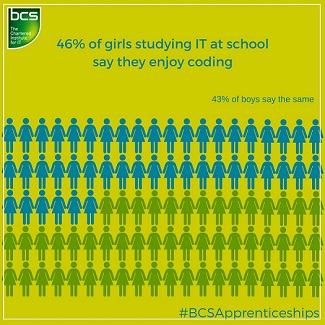 bcs
The
Chartered
Institute
for IT
46% of girls studying IT at school
say they enjoy coding
43% of boys say the same
#BCSApprenticeships